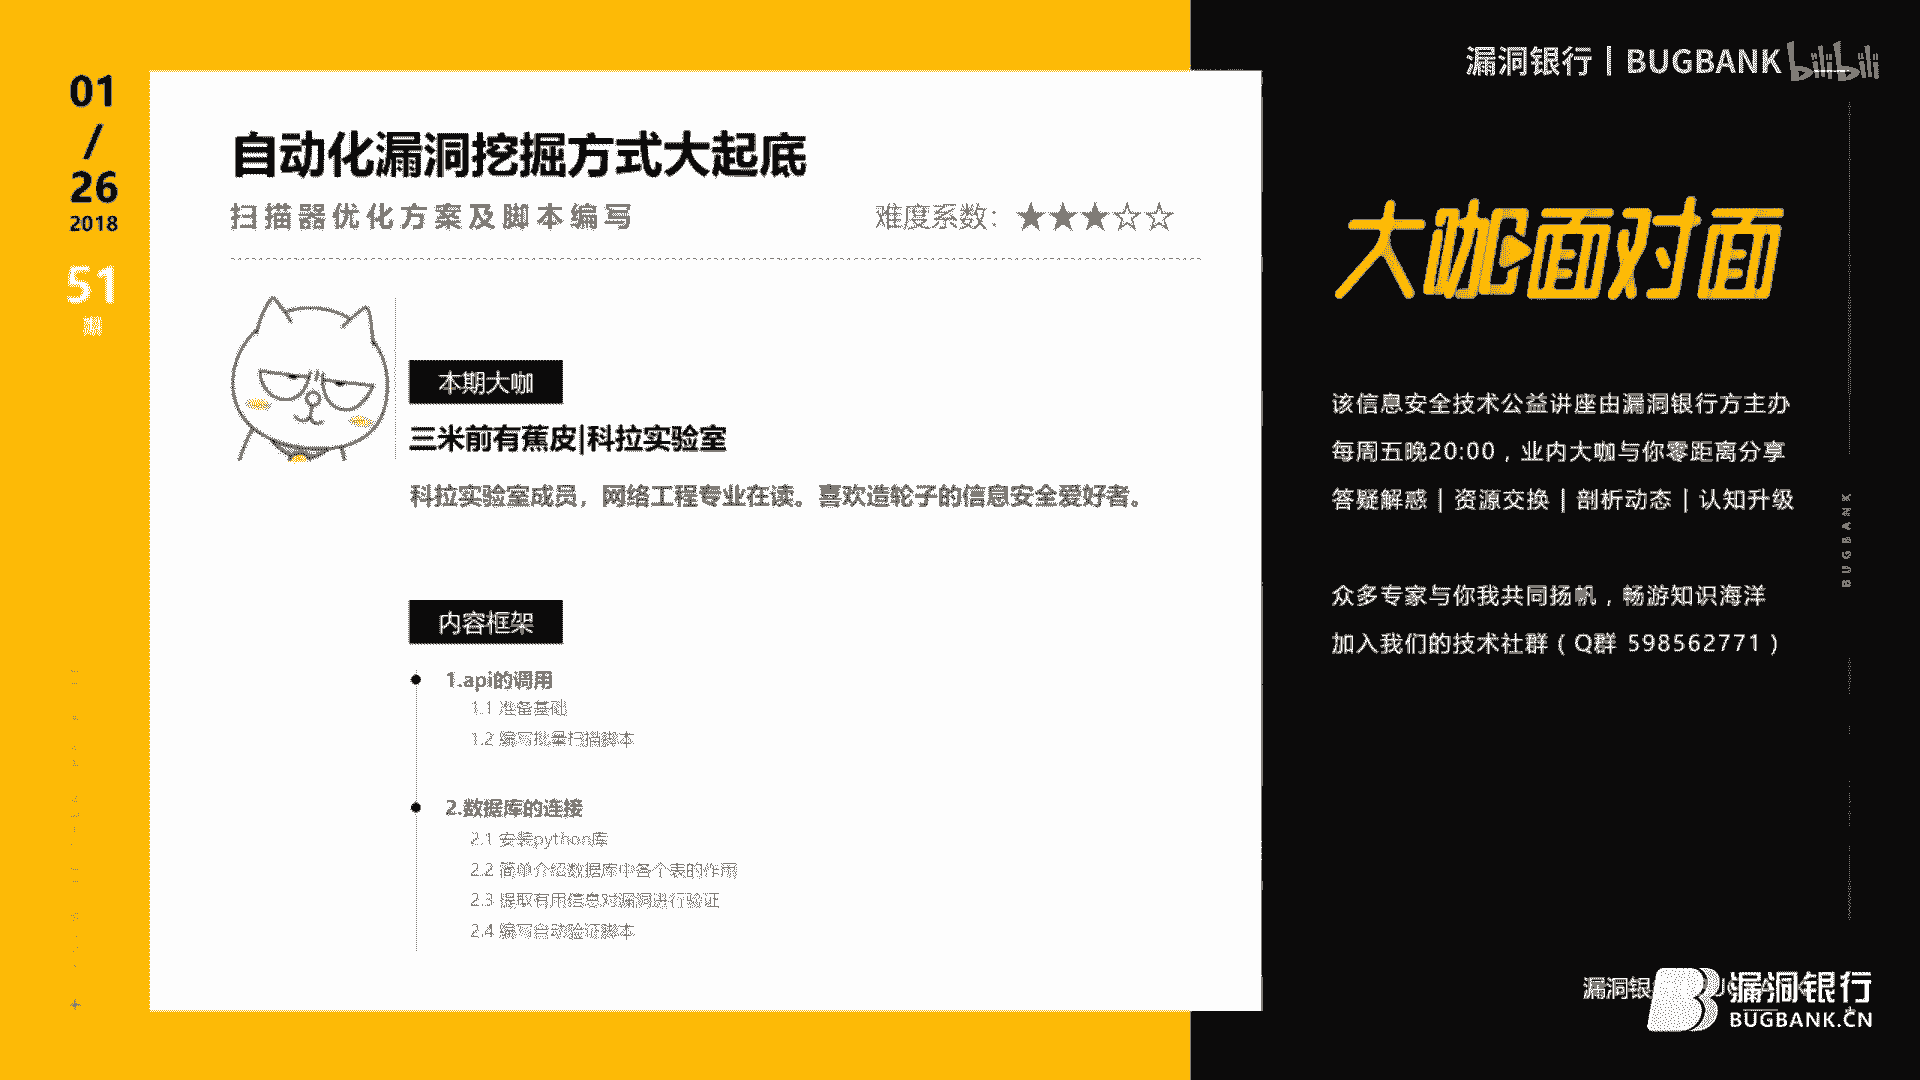 01
/
26
2018
51
期
自动化漏洞挖掘方式大起底
扫描器优化方案及脚本编写
难度系数：★★★☆☆
本期大咖
三米前有蕉皮|科拉实验室
科拉实验室成员，网络工程专业在读。喜欢造轮子的信息安全爱好者。
内容框架
1.api的调用
1.1 准备基础
1.2 编写批量扫描脚本
2.数据库的连接
2.1 安装python库
2.2 简单介绍数据库中各个表的作用
2.3 提取有用信息对漏洞进行验证
2.4 编写自动验证脚本
漏洞银行丨BUGBANK
bilibili
大咖面对面
该信息安全技术公益讲座由漏洞银行方主办
每周五晚20:00，业内大咖与你零距离分享
答疑解惑 | 资源交换 | 剖析动态 | 认知升级
众多专家与你我共同扬帆，畅游知识海洋
加入我们的技术社群（Q群 598562771）
BUGBANK
漏洞银
漏洞银行
BUGBANK.CN